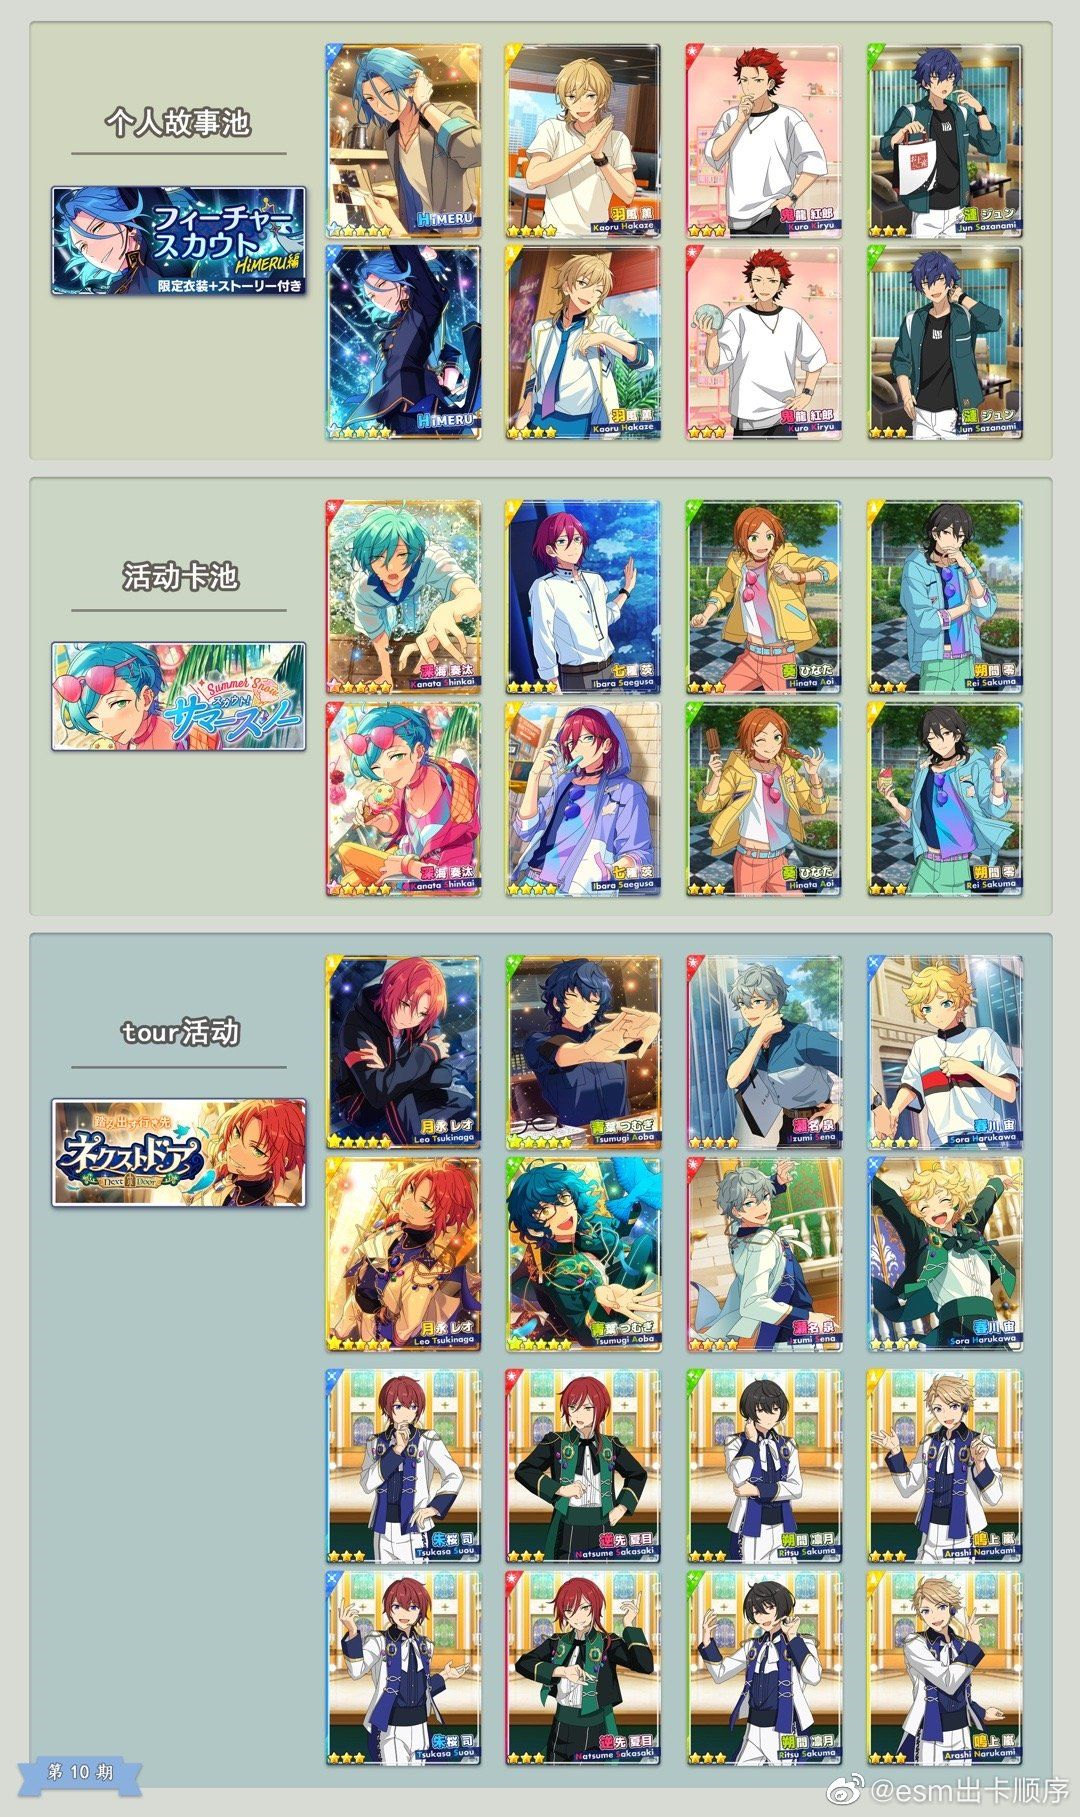 个人故事池
フィーチャー
スカウト
HiMERU編
限定衣装+ストーリー付き
HiMERU
羽風 薫
Kaoru Hakaze
鬼龍 紅郎
Kuro Kiryu
漣 ジュン
Jun Sazanami
HiMERU
羽風 薫
Kaoru Hakaze
鬼龍 紅郎
Kuro Kiryu
漣 ジュン
Jun Sazanami
活动卡池
Summer Snow
スカウト!
サマースノー
深海 奏汰
Kanata Shinkai
七種 茨
Ibara Saegusa
葵 ひなた
Hinata Aoi
朔間 零
Rei Sakuma
深海 奏汰
Kanata Shinkai
七種 茨
Ibara Saegusa
葵 ひなた
Hinata Aoi
朔間 零
Rei Sakuma
tour活动
踏み出す行き先
ネクストドア
Next Door
月永 レオ
Leo Tsukinaga
青葉 つむぎ
Tsumugi Aoba
瀬名 泉
Izumi Sena
春川 宙
Sora Harukawa
月永 レオ
Leo Tsukinaga
青葉 つむぎ
Tsumugi Aoba
瀬名 泉
Izumi Sena
春川 宙
Sora Harukawa
朱桜 司
Tsukasa Suou
逆先 夏目
Natsume Sakasaki
朔間 凛月
Ritsu Sakuma
鳴上 嵐
Arashi Narukami
朱桜 司
Tsukasa Suou
逆先 夏目
Natsume Sakasaki
朔間 凛月
Ritsu Sakuma
鳴上 嵐
Arashi Narukami
第 10 期
@esm出卡顺序